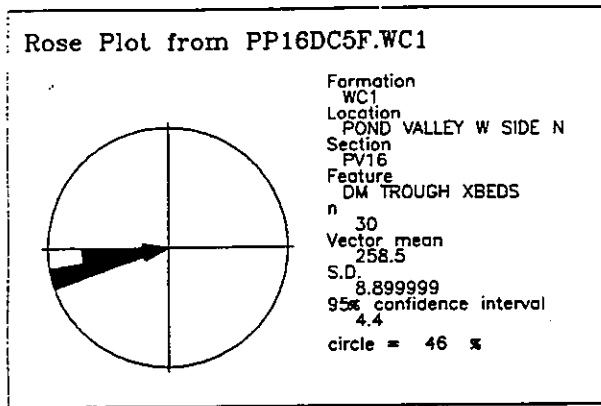 Rose Plot from PP16DC5F.WC1
Formation
WC1
Location
POND VALLEY W SIDE N
Section
PV16
Feature
DM TROUGH XBEDS
n
30
Vector mean
258.5
S.D.
8.899999
95% confidence interval
4.4
circle = 46 %